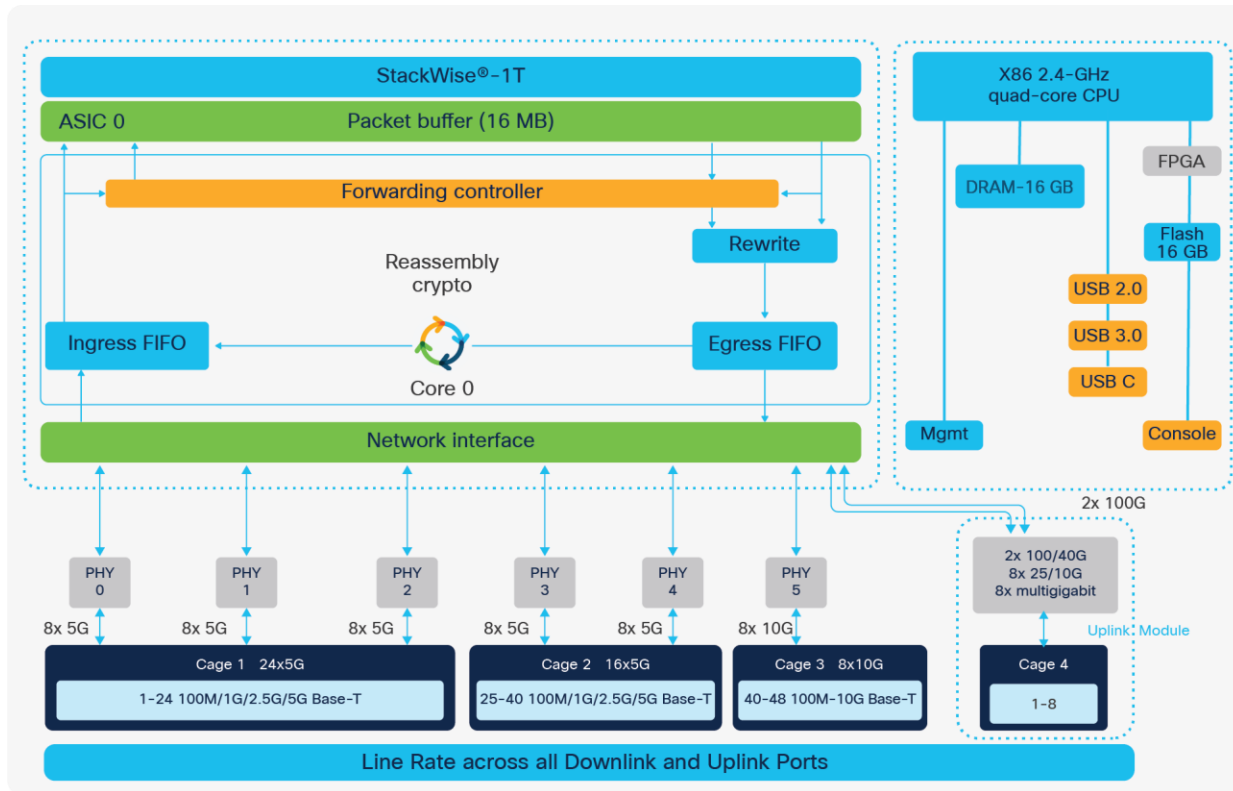 StackWise®-1T
ASIC 0
Packet buffer (16 MB)
Forwarding controller
Rewrite
Reassembly
crypto
Ingress FIFO
Egress FIFO
Core 0
Network interface
X86 2.4-GHz
quad-core CPU
FPGA
DRAM-16 GB
Flash
16 GB
USB 2.0
USB 3.0
USB C
Mgmt
Console
2x 100G
PHY
0
PHY
1
PHY
2
PHY
3
PHY
4
PHY
5
2x 100/40G
8x 25/10G
8x multigigabit
8x 5G
8x 5G
8x 5G
8x 5G
8x 5G
8x 10G
Uplink Module
Cage 1 24x5G
1-24 100M/1G/2.5G/5G Base-T
Cage 2 16x5G
25-40 100M/1G/2.5G/5G Base-T
Cage 3 8x10G
40-48 100M-10G Base-T
Cage 4
1-8
Line Rate across all Downlink and Uplink Ports